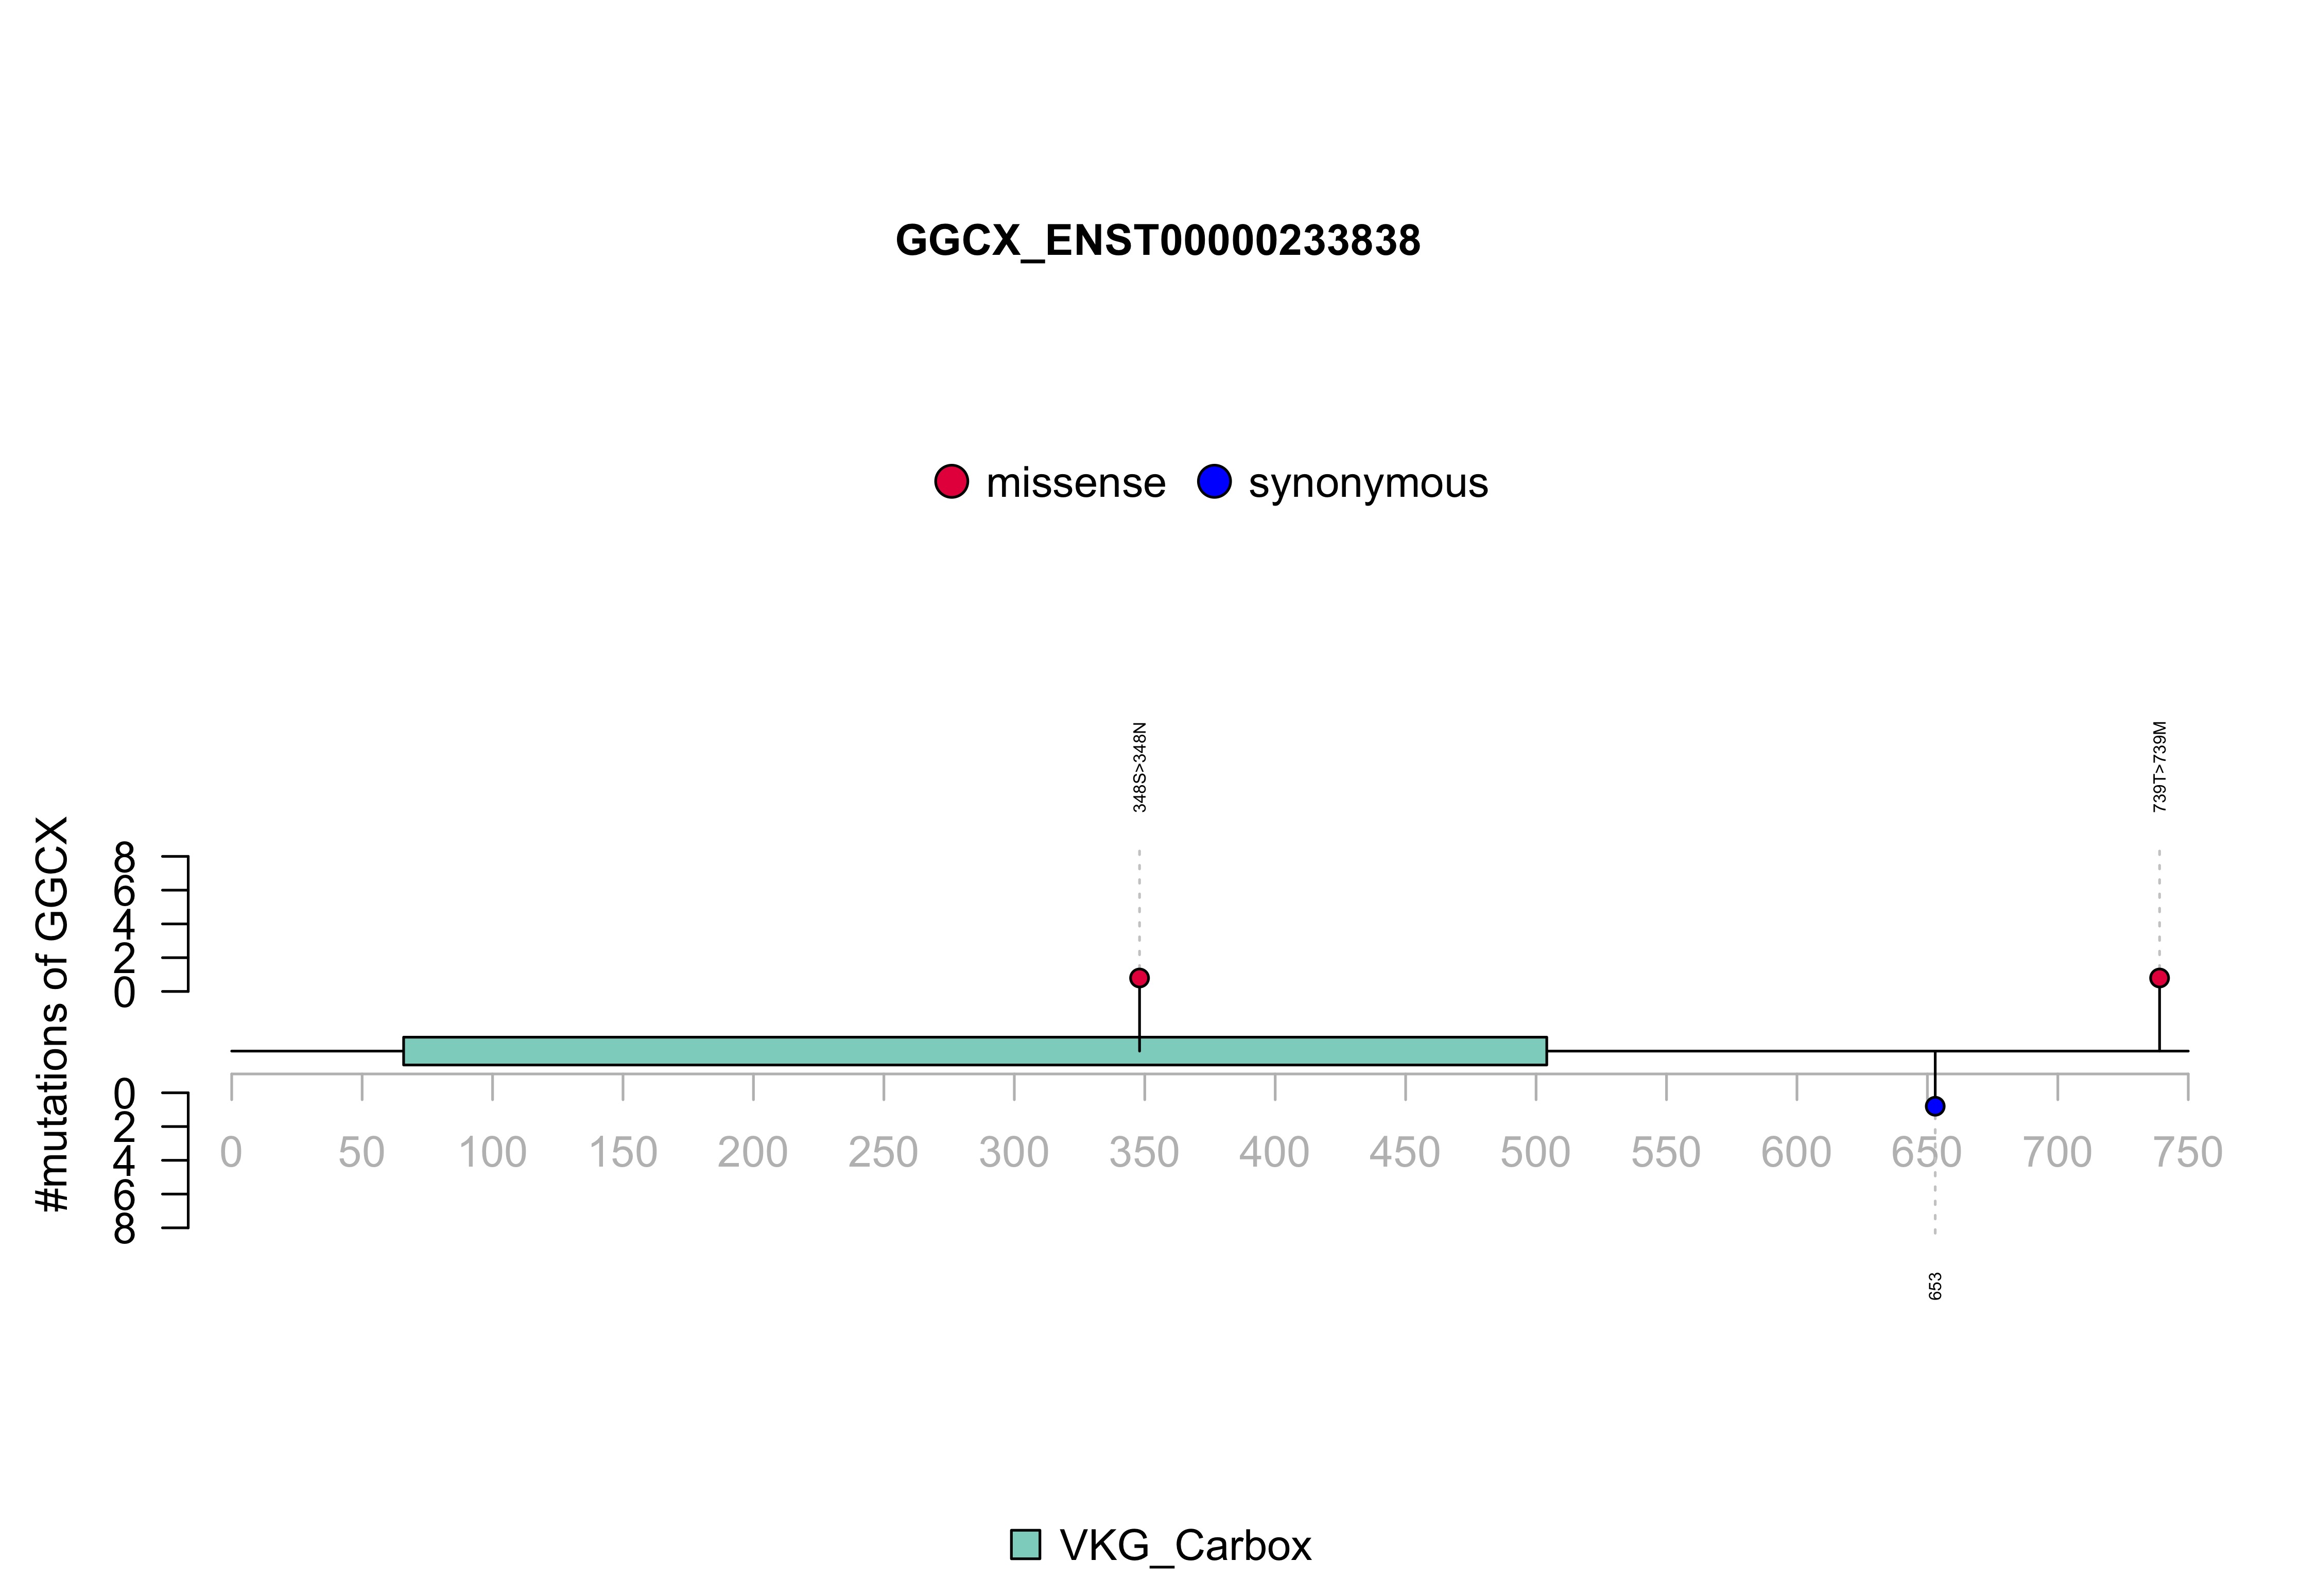 GGCX_ENST00000233838
missense synonymous
348S>348N 739T>739M
#mutations of GGCX
8
6
4
2
0
0
2
4
6
8
0 50 100 150 200 250 300 350 400 450 500 550 600 650 700 750
653
VKG_Carbox